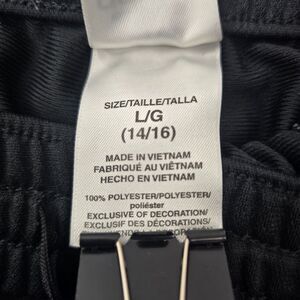 SIZE/TAILLE/TALLA
L/G
(14/16)
MADE IN VIETNAM
FABRIQUÉ AU VIÊTNAM
HECHO EN VIETNAM
100% POLYESTER/POLYESTER/
poliéster
EXCLUSIVE OF DECORATION/
EXCLUSIF DES DÉCORATIONS/
DECORACIÓN